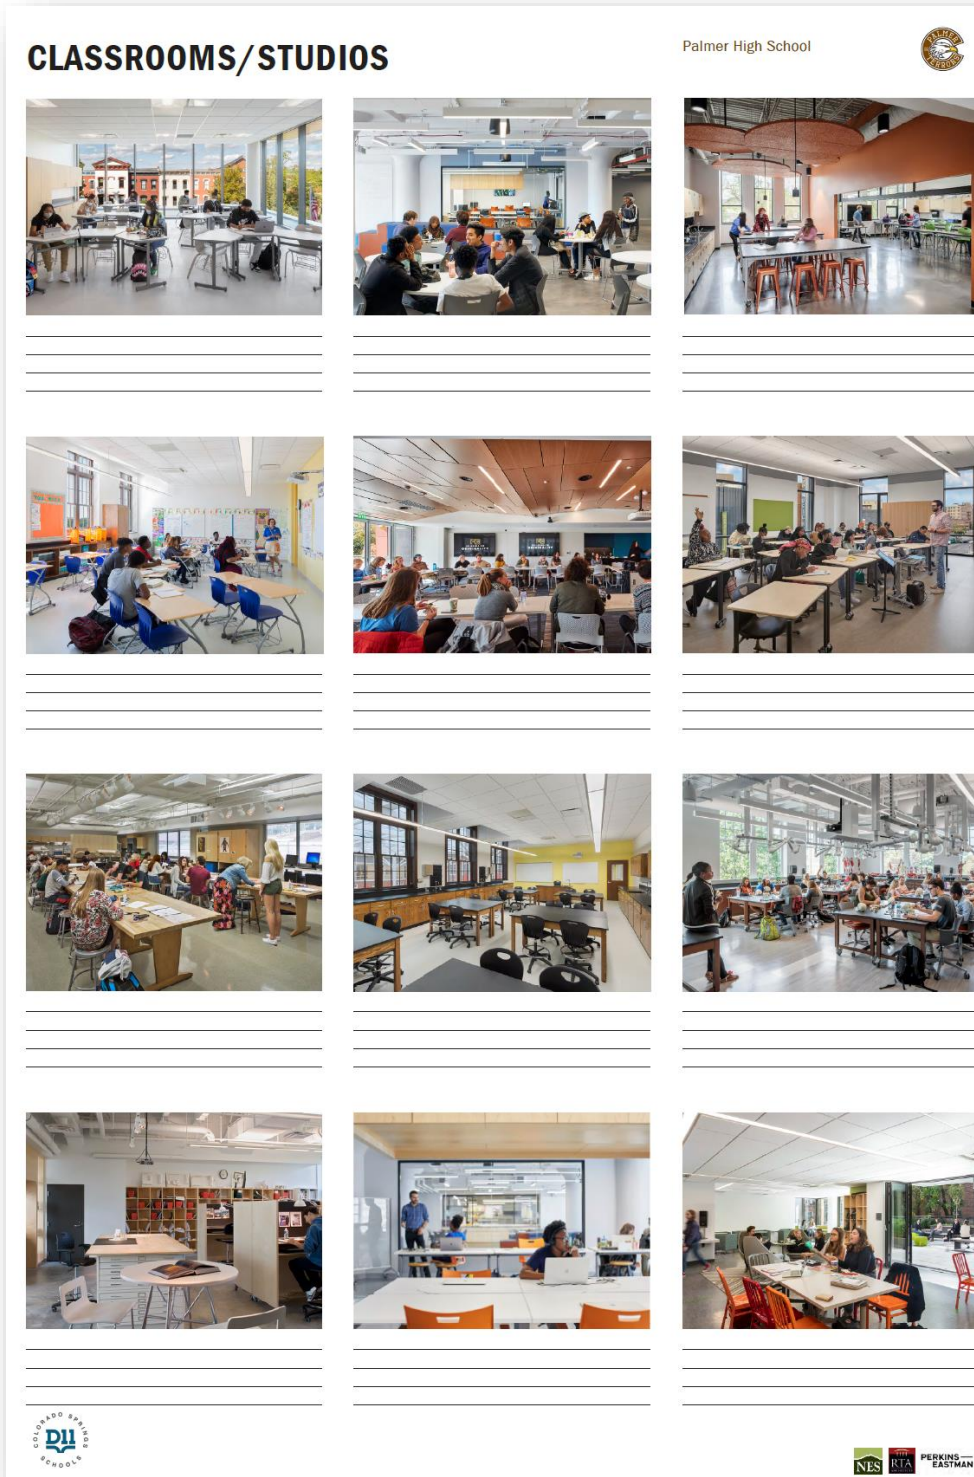 CLASSROOMS/STUDIOS
Palmer High School
PALMER
TERRORS
COLORADO SPRINGS
D11
SCHOOLS
NES
RTA
PERKINS—
EASTMAN